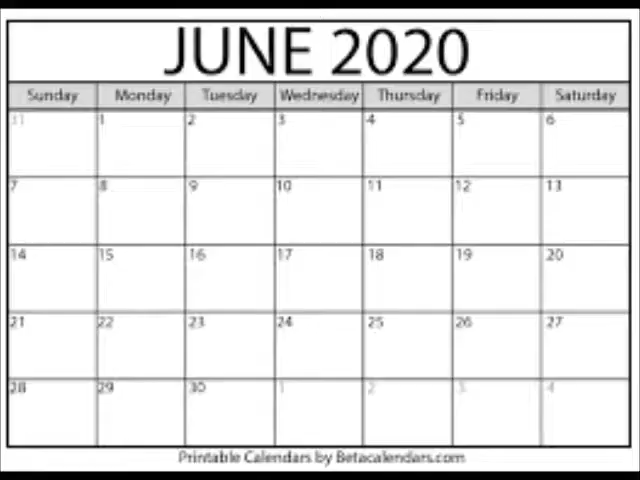 JUNE 2020
Sunday Monday Tuesday Wednesday Thursday Friday Saturday
31 1 2 3 4 5 6
7 8 9 10 11 12 13
14 15 16 17 18 19 20
21 22 23 24 25 26 27
28 29 30 1 2 3 4
Printable Calendars by Betacalendars.com